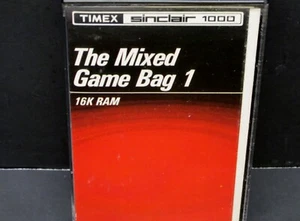 TIMEX sinclair 1000
The Mixed
Game Bag 1
16K RAM